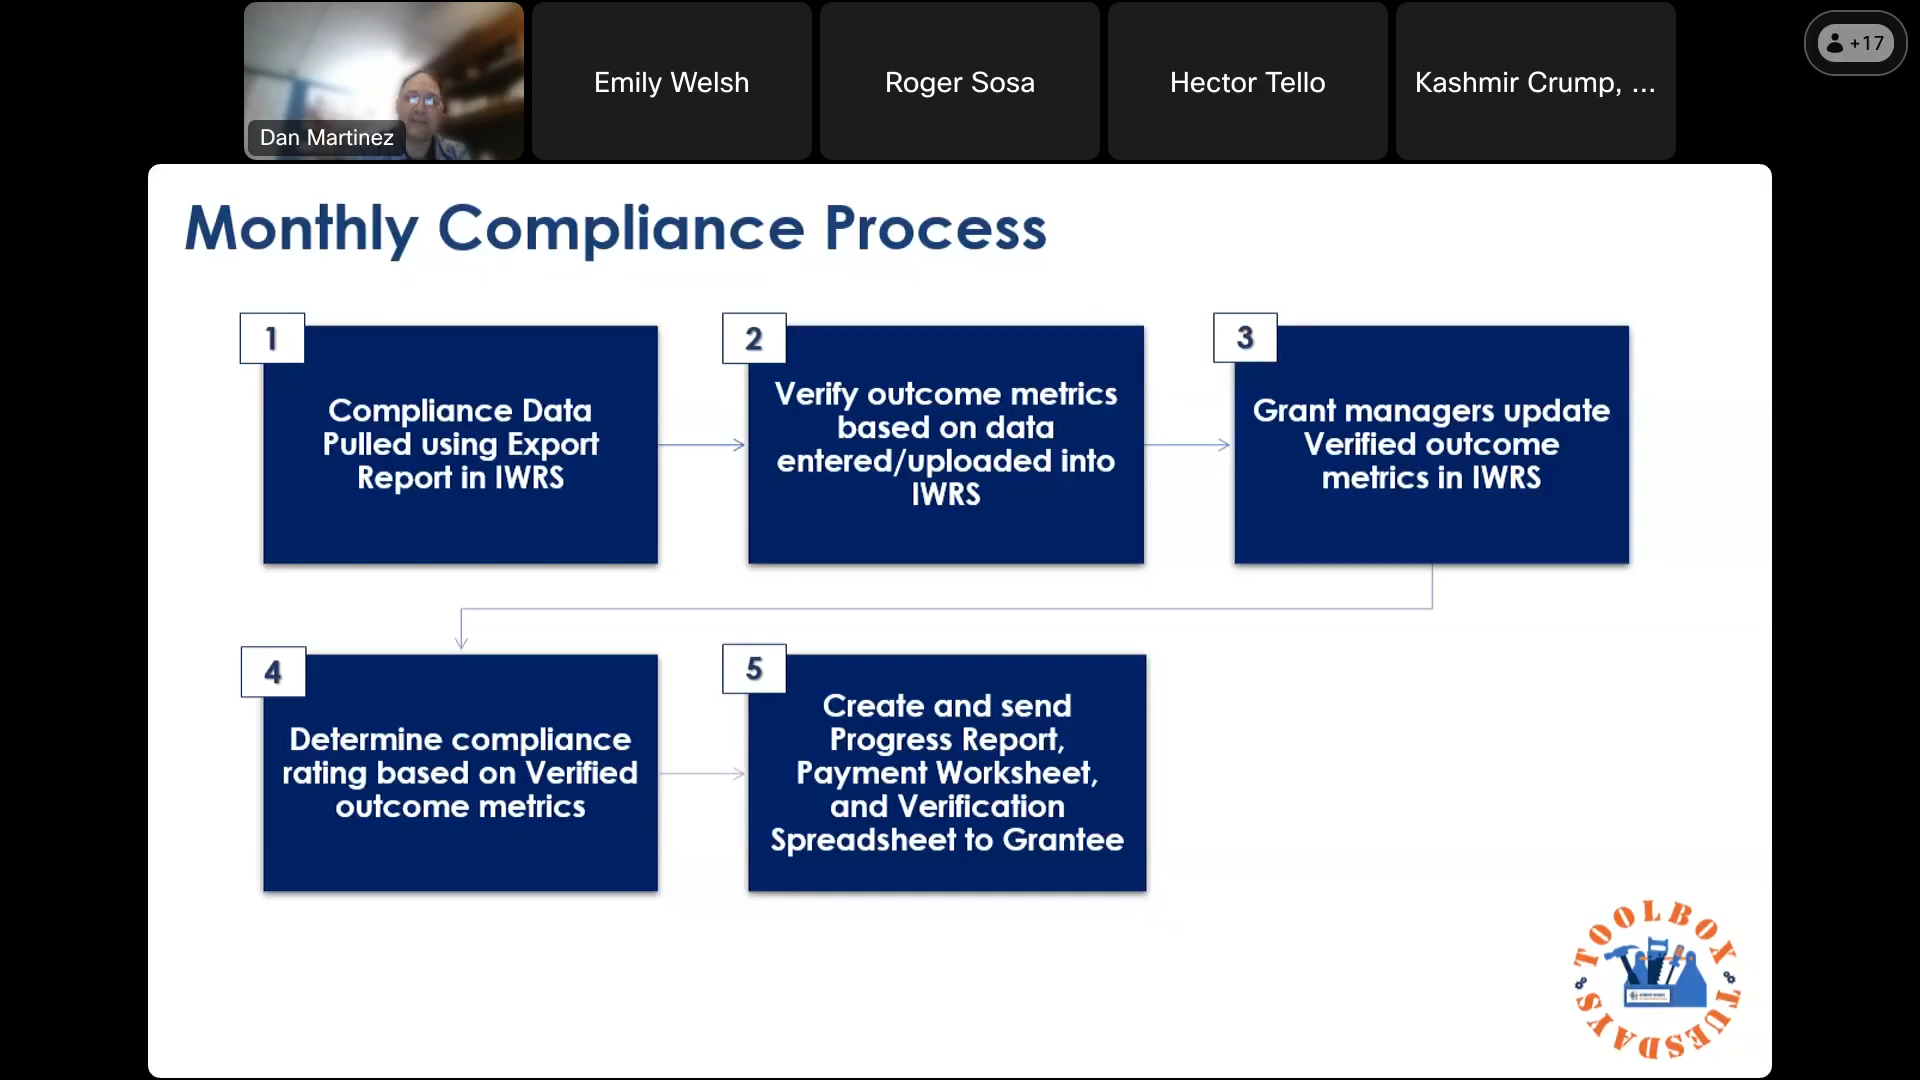 Emily Welsh
Roger Sosa
Hector Tello
Kashmir Crump, ...
+17
Dan Martinez
Monthly Compliance Process
1
Compliance Data
Pulled using Export
Report in IWRS
2
Verify outcome metrics
based on data
entered/uploaded into
IWRS
3
Grant managers update
Verified outcome
metrics in IWRS
4
Determine compliance
rating based on Verified
outcome metrics
5
Create and send
Progress Report,
Payment Worksheet,
and Verification
Spreadsheet to Grantee
TOOLBOX
TUESDAYS